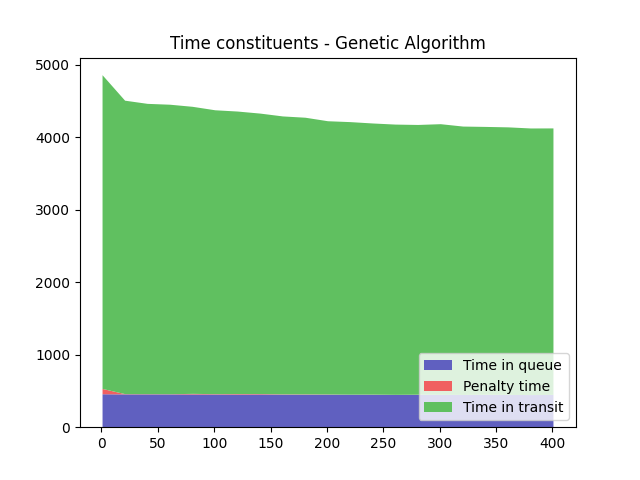 Time constituents - Genetic Algorithm
5000
4000
3000
2000
1000
0
Time in queue
Penalty time
Time in transit
0 50 100 150 200 250 300 350 400